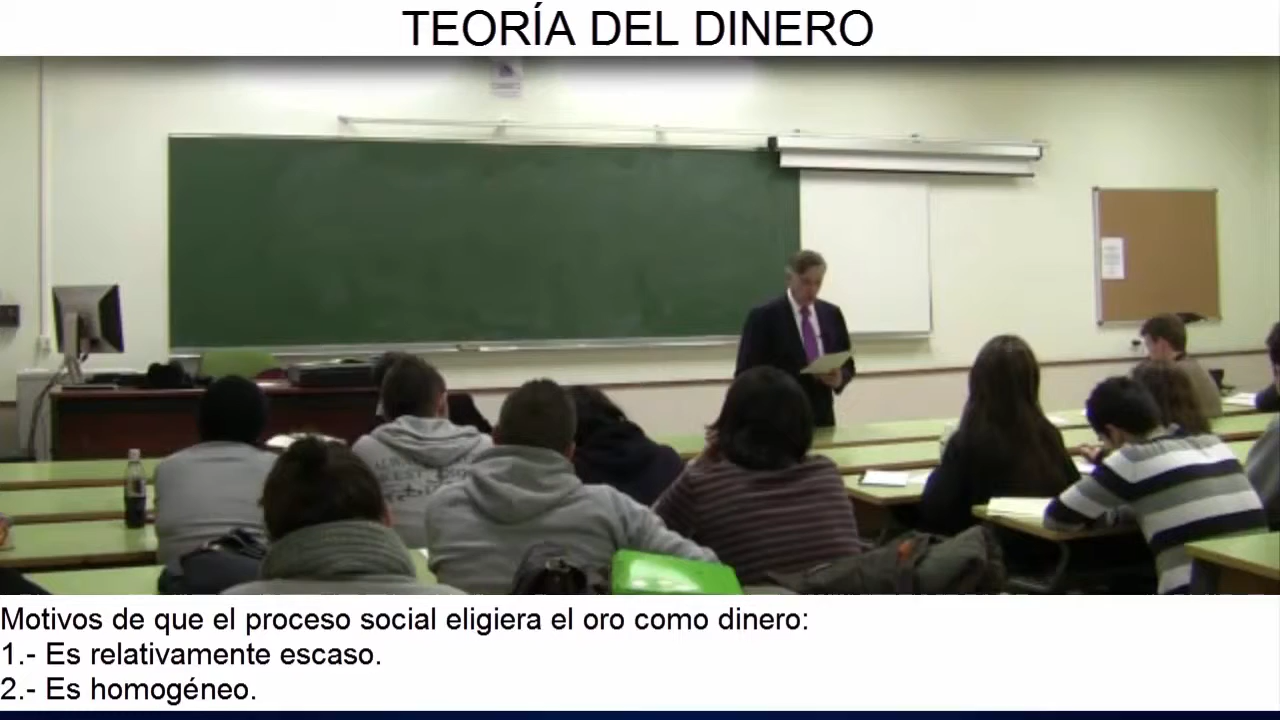 TEORÍA DEL DINERO
Motivos de que el proceso social eligiera el oro como dinero:
1.- Es relativamente escaso.
2.- Es homogéneo.